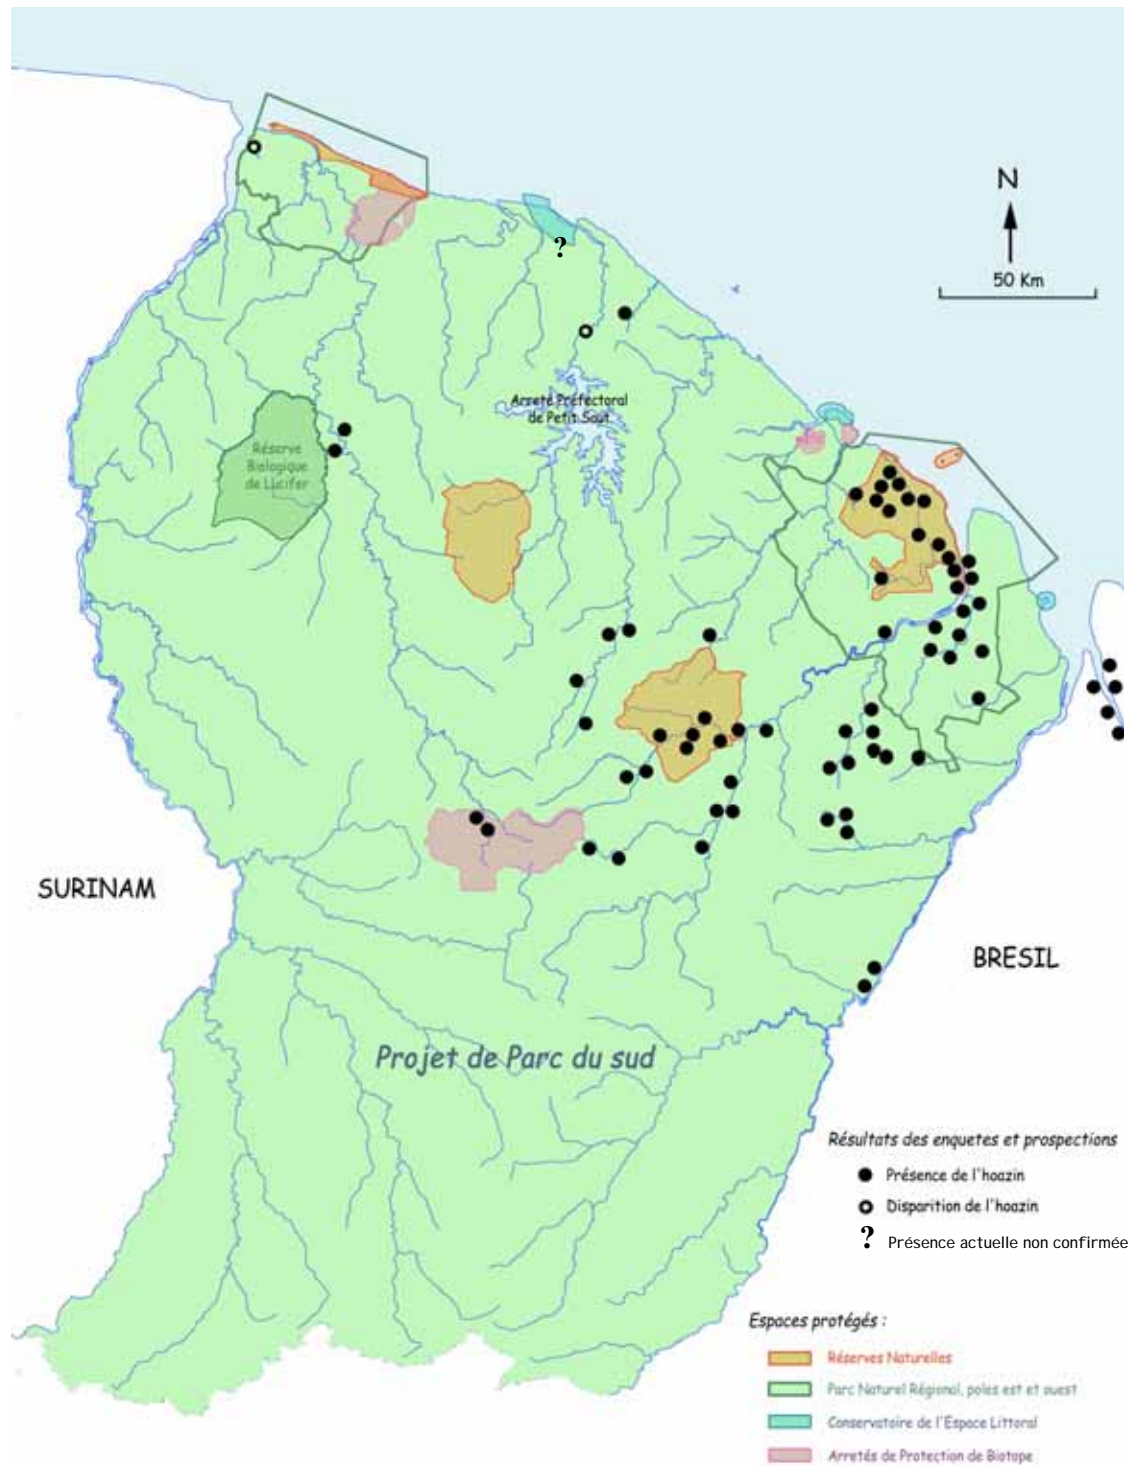 N
50 Km
?
Arreté Préfectoral
de Petit Saut
Réserve
Biologique
de Lucifer
SURINAM
BRESIL
Projet de Parc du sud
Résultats des enquetes et prospections
Présence de l'hoazin
Disparition de l'hoazin
? Présence actuelle non confirmée
Espaces protégés :
Réserves Naturelles
Parc Naturel Régional, poles est et ouest
Conservatoire de l'Espace Littoral
Arretés de Protection de Biotope